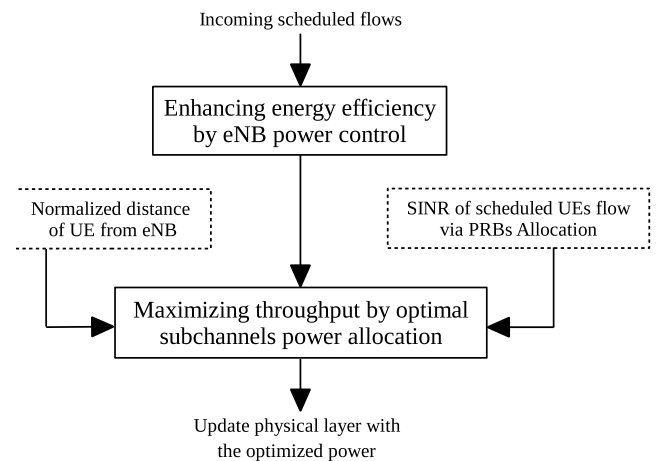 Incoming scheduled flows
Enhancing energy efficiency
by eNB power control
Normalized distance
of UE from eNB
SINR of scheduled UEs flow
via PRBs Allocation
Maximizing throughput by optimal
subchannels power allocation
Update physical layer with
the optimized power